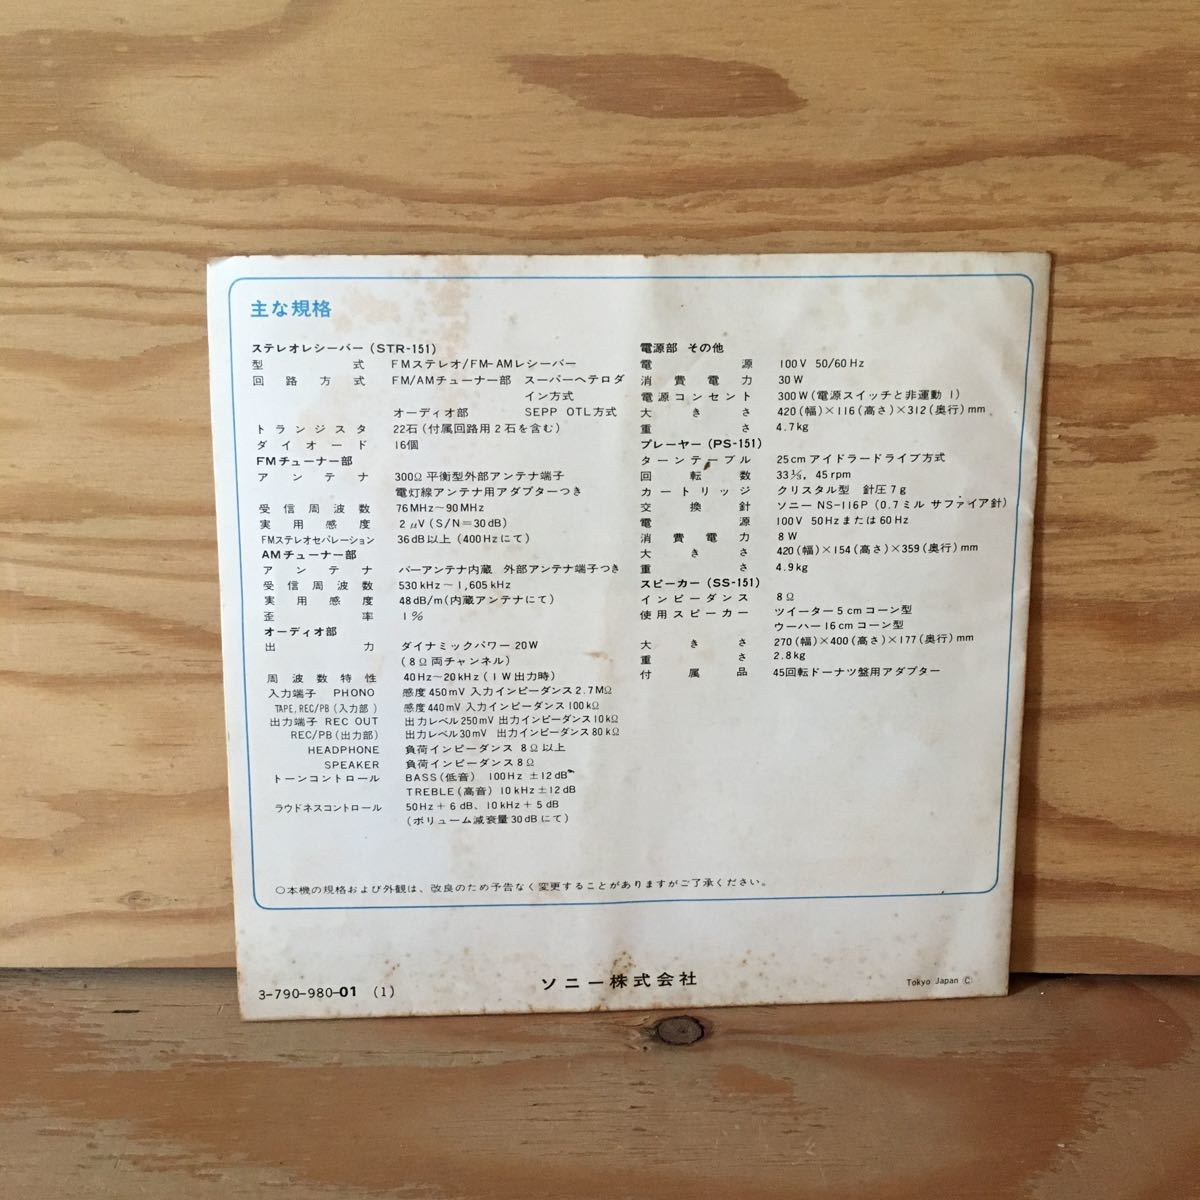 主な規格
ステレオレシーバー(STR-151)
型式 FMステレオ/FM-AMレシーバー
回路方式 FM/AMチューナー部 スーパーヘテロダ
イン方式
オーディオ部 SEPP OTL方式
トランジスタ 22石(付属回路用2石を含む)
ダイオード 16個
FMチューナー部
アンテナ 300Ω平衡型外部アンテナ端子
電灯線アンテナ用アダプターつき
受信周波数 76MHz～90MHz
実用感度 2μV(S/N=30dB)
FMステレオセパレーション 36dB以上(400Hzにて)
AMチューナー部
アンテナ バーアンテナ内蔵 外部アンテナ端子つき
受信周波数 530kHz～1,605kHz
実用感度 48dB/m(内蔵アンテナにて)
歪率 1%
オーディオ部
出力 ダイナミックパワー20W
(8Ω両チャンネル)
周波数特性 40Hz～20kHz(1W出力時)
入力端子 PHONO 感度450mV 入力インピーダンス2.7MΩ
TAPE, REC/PB(入力部) 感度440mV 入力インピーダンス100kΩ
出力端子 REC OUT 出力レベル250mV 出力インピーダンス10kΩ
REC/PB(出力部) 出力レベル30mV 出力インピーダンス80kΩ
HEADPHONE 負荷インピーダンス 8Ω以上
SPEAKER 負荷インピーダンス8Ω
トーンコントロール BASS(低音) 100Hz ±12dB
TREBLE(高音) 10kHz±12dB
ラウドネスコントロール 50Hz+6dB、10kHz+5dB
(ボリューム減衰量30dBにて)
電源部 その他
電源 100V 50/60Hz
消費電力 30W
電源コンセント 300W(電源スイッチと非連動 1)
大きさ 420(幅)×116(高さ)×312(奥行)mm
重さ 4.7kg
プレーヤー(PS-151)
ターンテーブル 25cmアイドラードライブ方式
回転数 33⅓, 45rpm
カートリッジ クリスタル型 針圧7g
交換針 ソニーNS-116P(0.7ミル サファイア針)
電源 100V 50Hzまたは60Hz
消費電力 8W
大きさ 420(幅)×154(高さ)×359(奥行)mm
重さ 4.9kg
スピーカー(SS-151)
インピーダンス 8Ω
使用スピーカー ツイーター5cmコーン型
ウーハー16cmコーン型
大きさ 270(幅)×400(高さ)×177(奥行)mm
重さ 2.8kg
付属品 45回転ドーナツ盤用アダプター
○本機の規格および外観は、改良のため予告なく変更することがありますがご了承ください。
3-790-980-01 (1)
ソニー株式会社
Tokyo Japan ©